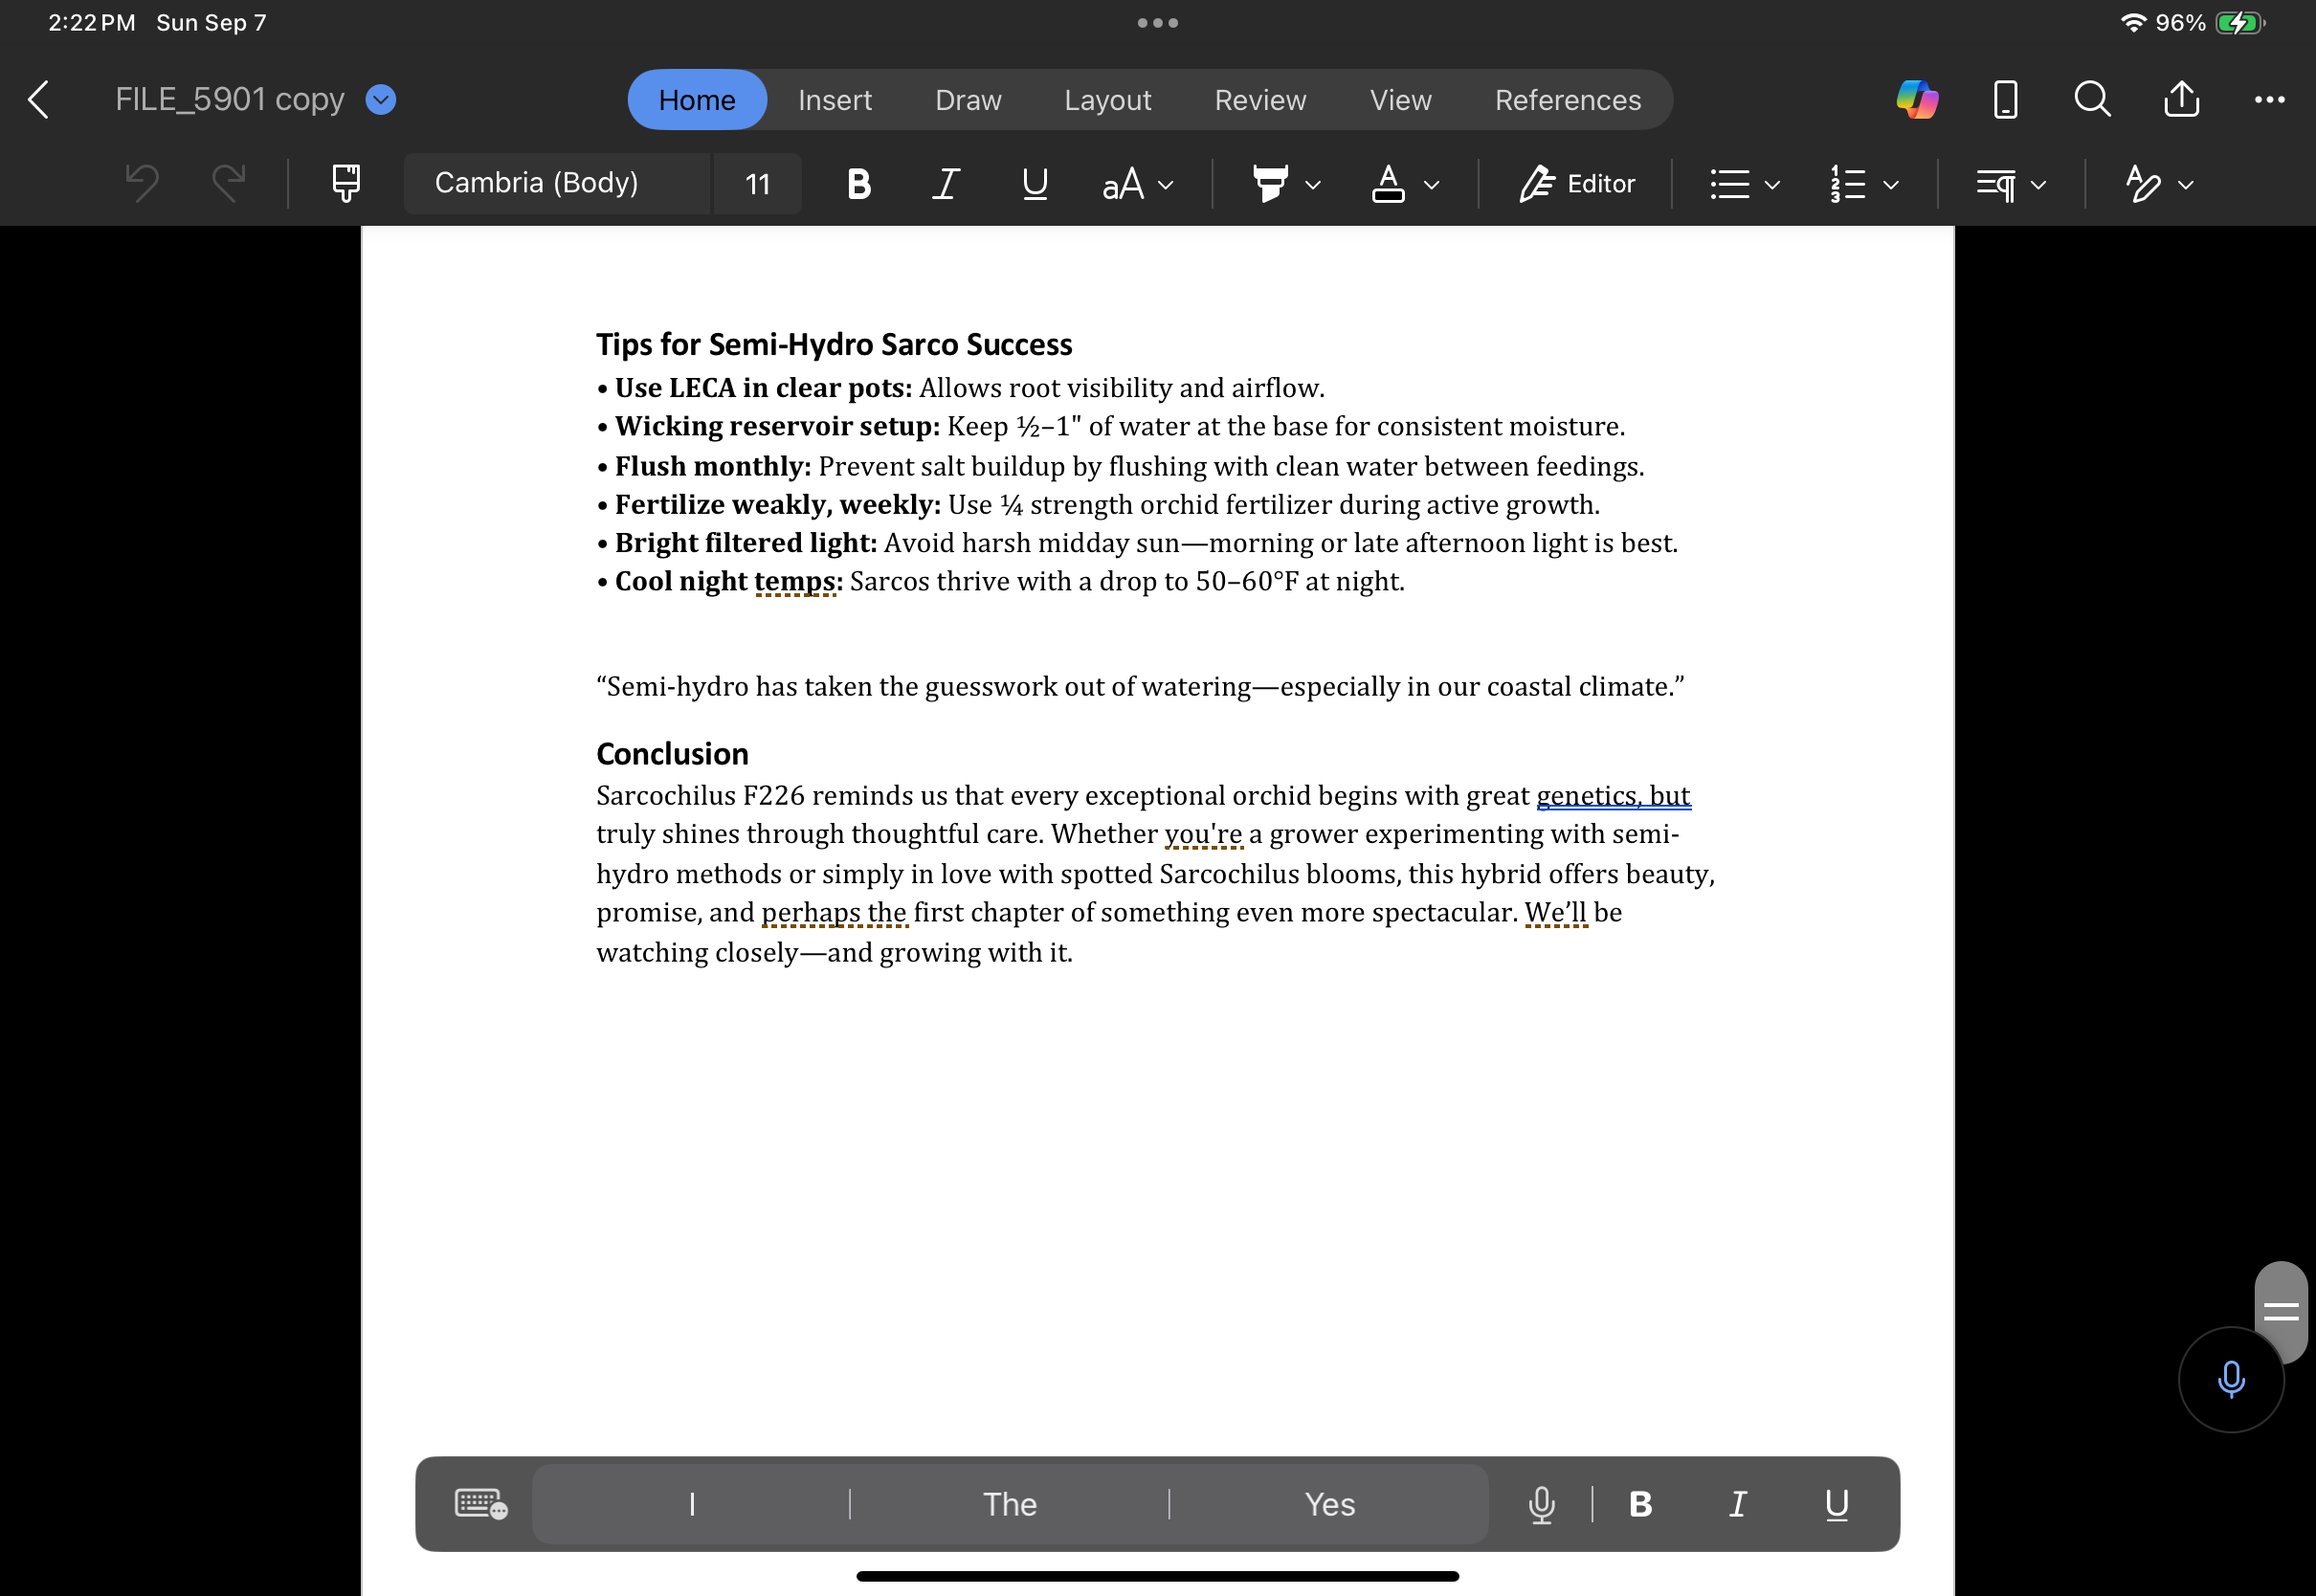 2:22 PM Sun Sep 7
96%
FILE_5901 copy
Home Insert Draw Layout Review View References
Cambria (Body) 11 B I U aA A Editor
Tips for Semi-Hydro Sarco Success
• Use LECA in clear pots: Allows root visibility and airflow.
• Wicking reservoir setup: Keep ½–1" of water at the base for consistent moisture.
• Flush monthly: Prevent salt buildup by flushing with clean water between feedings.
• Fertilize weakly, weekly: Use ¼ strength orchid fertilizer during active growth.
• Bright filtered light: Avoid harsh midday sun—morning or late afternoon light is best.
• Cool night temps: Sarcos thrive with a drop to 50–60°F at night.
“Semi-hydro has taken the guesswork out of watering—especially in our coastal climate.”
Conclusion
Sarcochilus F226 reminds us that every exceptional orchid begins with great genetics, but
truly shines through thoughtful care. Whether you're a grower experimenting with semi-
hydro methods or simply in love with spotted Sarcochilus blooms, this hybrid offers beauty,
promise, and perhaps the first chapter of something even more spectacular. We’ll be
watching closely—and growing with it.
I The Yes B I U